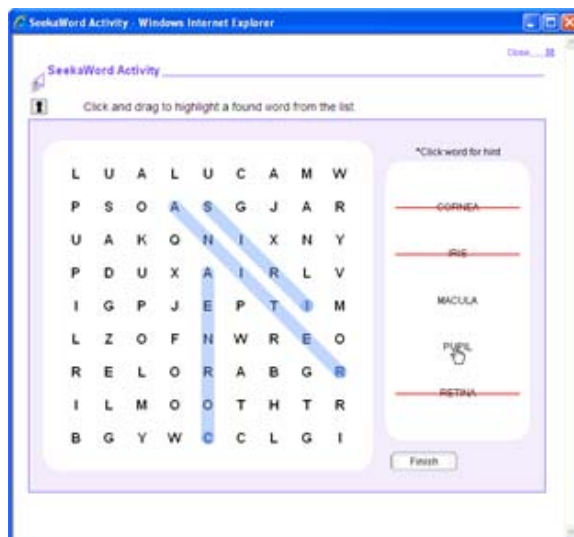 SeekaWord Activity - Windows Internet Explorer
Close
SeekaWord Activity
Click and drag to highlight a found word from the list.
*Click word for hint
L U A L U C A M W
P S O A S G J A R
U A K Q N I X N Y
P D U X A I R L V
I G P J E P T I M
L Z O F N W R E O
R E L O R A B G R
I L M O O T H T R
B G Y W C C L G I
CORNEA
IRIS
MACULA
PUPIL
RETINA
Finish